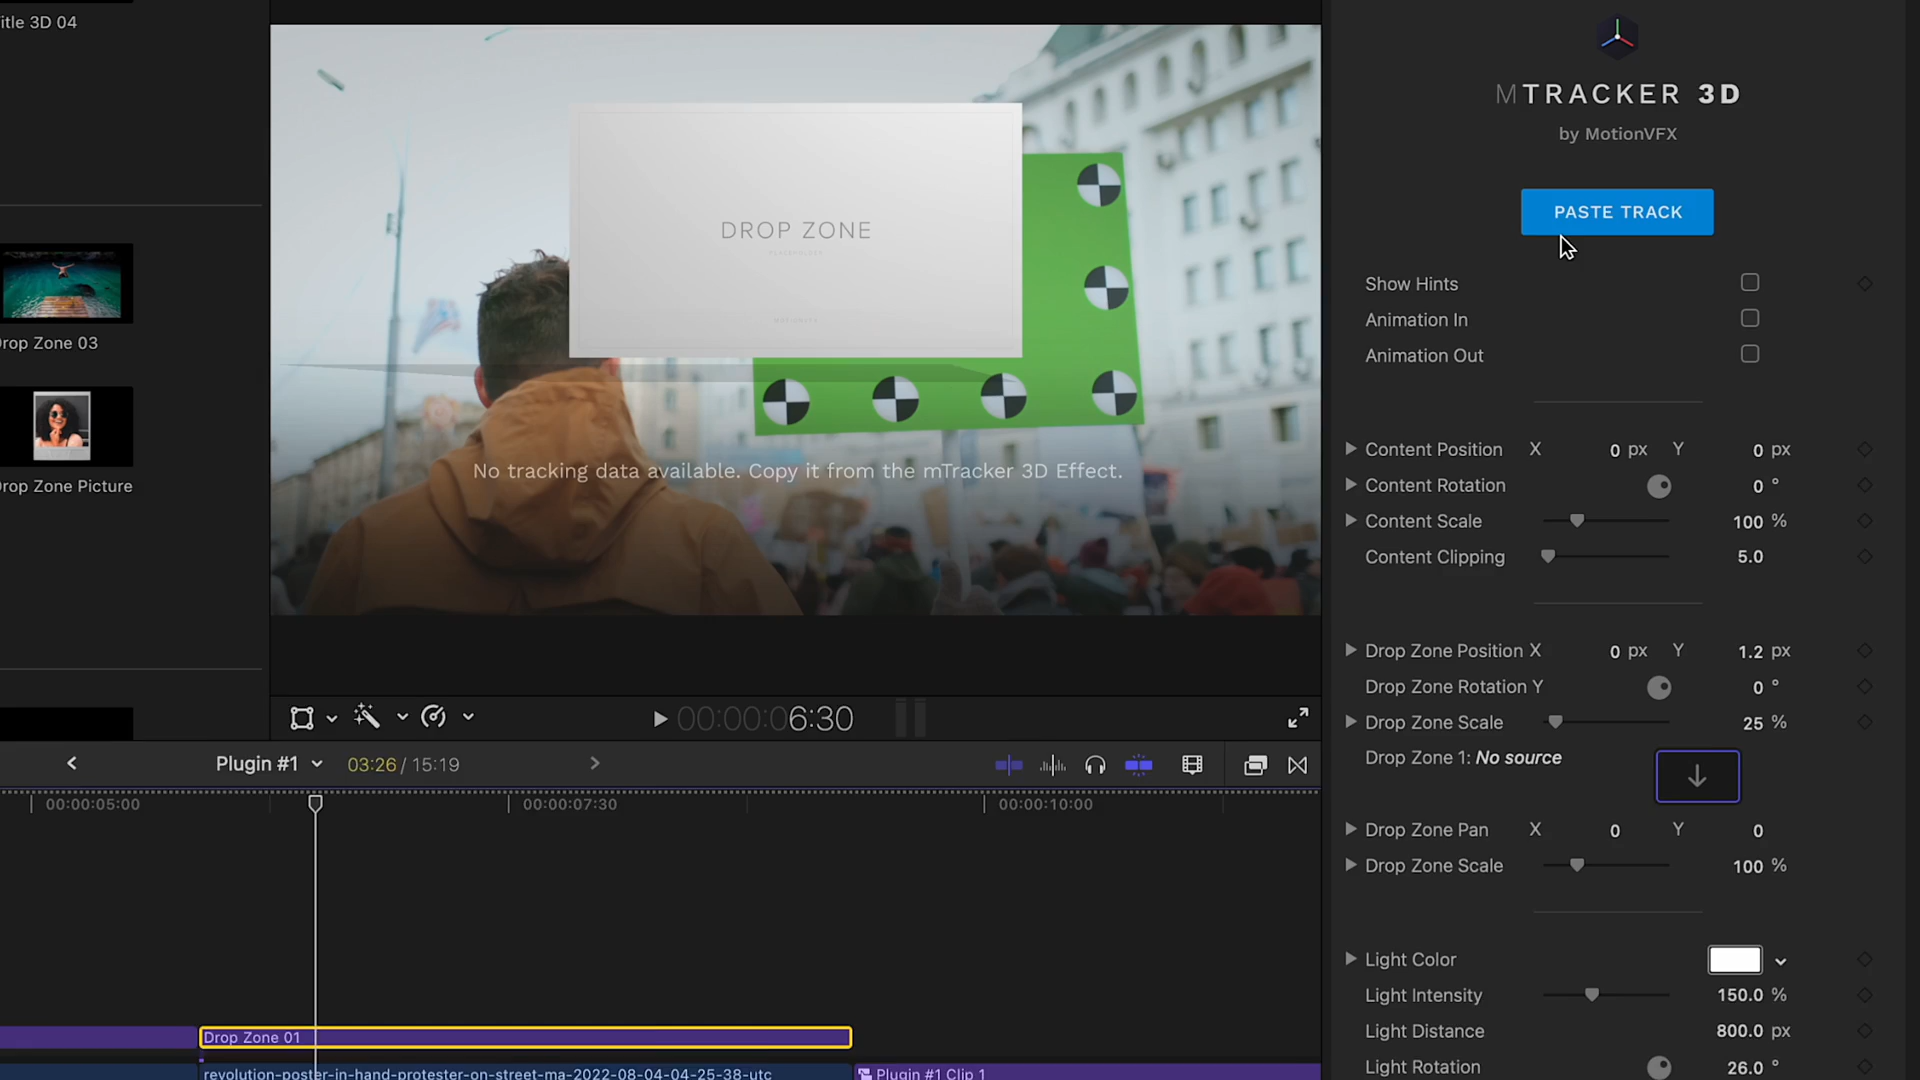 itle 3D 04
rop Zone 03
rop Zone Picture
DROP ZONE
PLACEHOLDER
MOTIONVFX
No tracking data available. Copy it from the mTracker 3D Effect.
00:00:06:30
Plugin #1
03:26 / 15:19
00:00:05:00
00:00:07:30
00:00:10:00
Drop Zone 01
revolution-poster-in-hand-protester-on-street-ma-2022-08-04-04-25-38-utc
Plugin #1 Clip 1
MTRACKER 3D
by MotionVFX
PASTE TRACK
Show Hints
Animation In
Animation Out
Content Position X 0 px Y 0 px
Content Rotation 0 °
Content Scale 100 %
Content Clipping 5.0
Drop Zone Position X 0 px Y 1.2 px
Drop Zone Rotation Y 0 °
Drop Zone Scale 25 %
Drop Zone 1: No source
Drop Zone Pan X 0 Y 0
Drop Zone Scale 100 %
Light Color
Light Intensity 150.0 %
Light Distance 800.0 px
Light Rotation 26.0 °